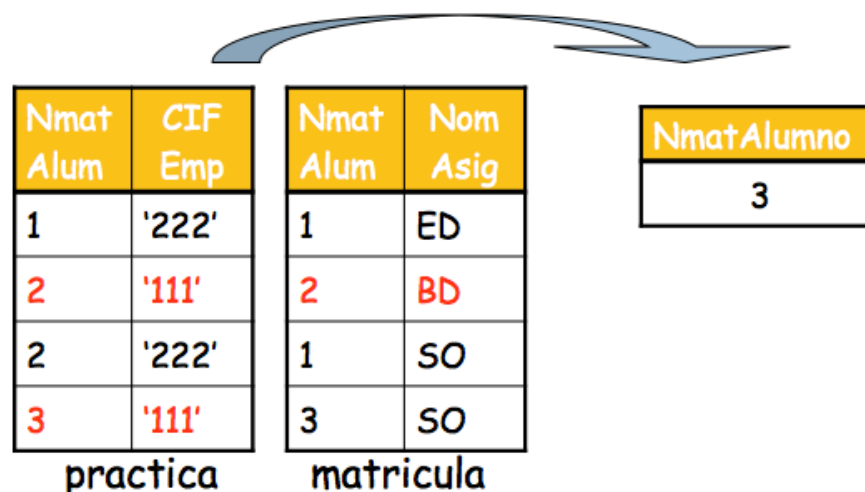 Nmat Alum CIF Emp
1 '222'
2 '111'
2 '222'
3 '111'
practica
Nmat Alum Nom Asig
1 ED
2 BD
1 SO
3 SO
matricula
NmatAlumno
3